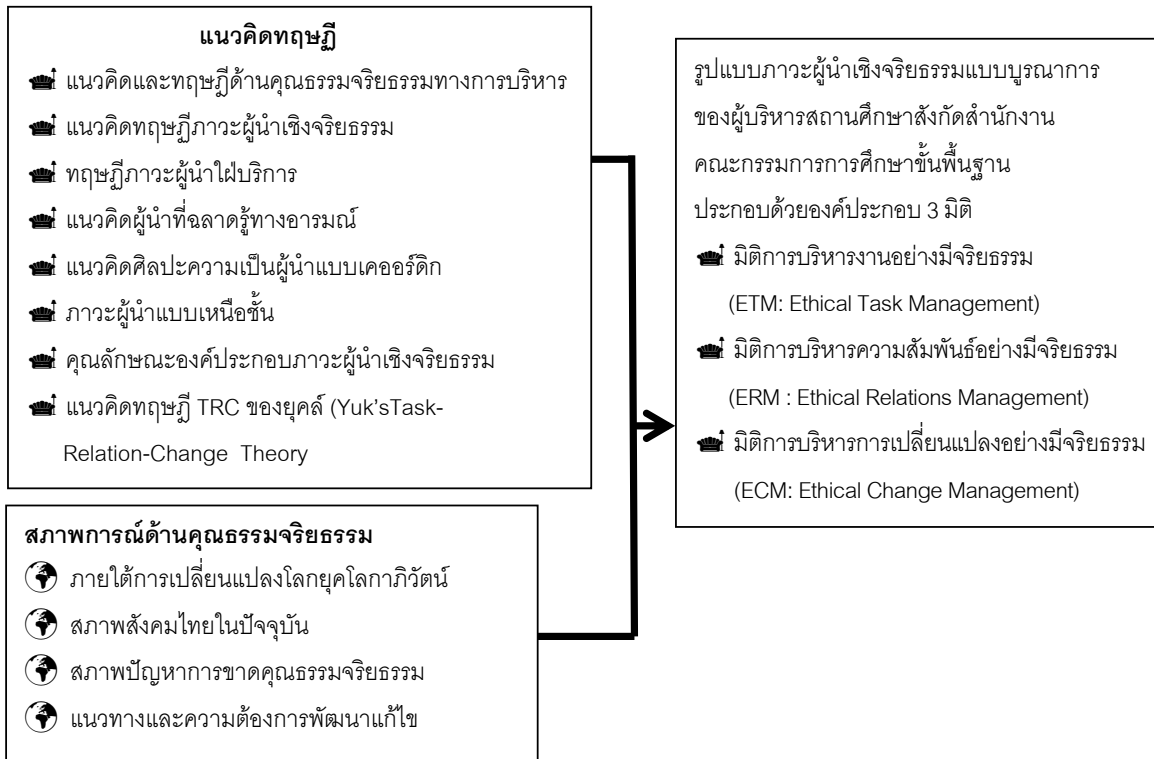 แนวคิดทฤษฎี
แนวคิดและทฤษฎีด้านคุณธรรมจริยธรรมทางการบริหาร
แนวคิดทฤษฎีภาวะผู้นำเชิงจริยธรรม
ทฤษฎีภาวะผู้นำใฝ่บริการ
แนวคิดผู้นำที่ฉลาดรู้ทางอารมณ์
แนวคิดศิลปะความเป็นผู้นำแบบเคออร์ดิก
ภาวะผู้นำแบบเหนือชั้น
คุณลักษณะองค์ประกอบภาวะผู้นำเชิงจริยธรรม
แนวคิดทฤษฎี TRC ของยุคล์ (Yuk'sTask-
Relation-Change Theory
สภาพการณ์ด้านคุณธรรมจริยธรรม
ภายใต้การเปลี่ยนแปลงโลกยุคโลกาภิวัตน์
สภาพสังคมไทยในปัจจุบัน
สภาพปัญหาการขาดคุณธรรมจริยธรรม
แนวทางและความต้องการพัฒนาแก้ไข
รูปแบบภาวะผู้นำเชิงจริยธรรมแบบบูรณาการ
ของผู้บริหารสถานศึกษาสังกัดสำนักงาน
คณะกรรมการการศึกษาขั้นพื้นฐาน
ประกอบด้วยองค์ประกอบ 3 มิติ
มิติการบริหารงานอย่างมีจริยธรรม
(ETM: Ethical Task Management)
มิติการบริหารความสัมพันธ์อย่างมีจริยธรรม
(ERM : Ethical Relations Management)
มิติการบริหารการเปลี่ยนแปลงอย่างมีจริยธรรม
(ECM: Ethical Change Management)